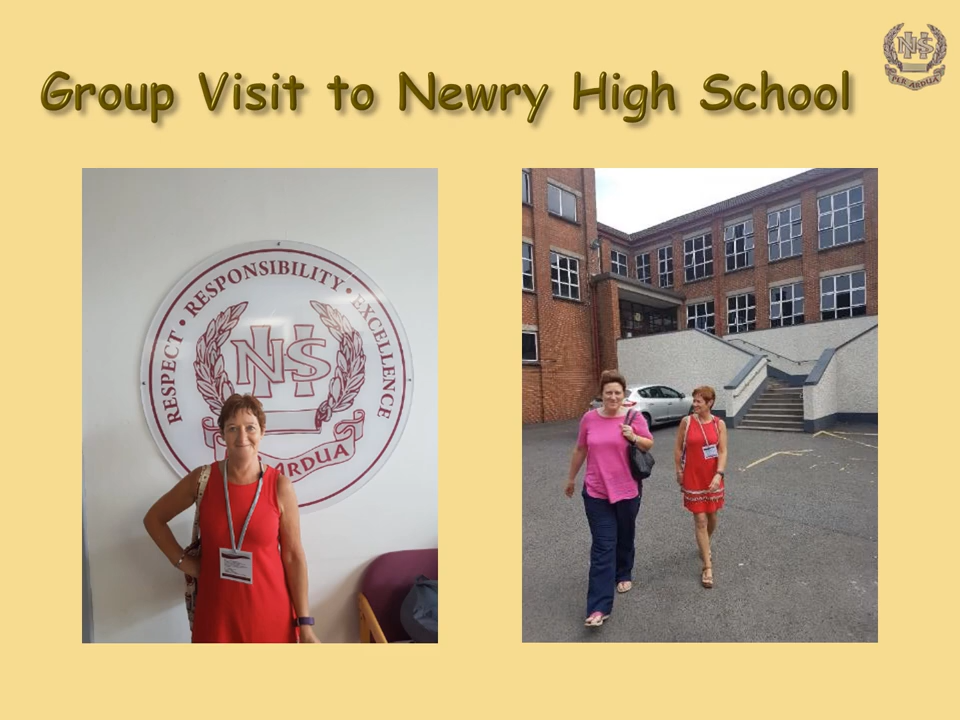 Group Visit to Newry High School
NHS
PER ARDUA
RESPECT • RESPONSIBILITY • EXCELLENCE
NHS
ARDUA